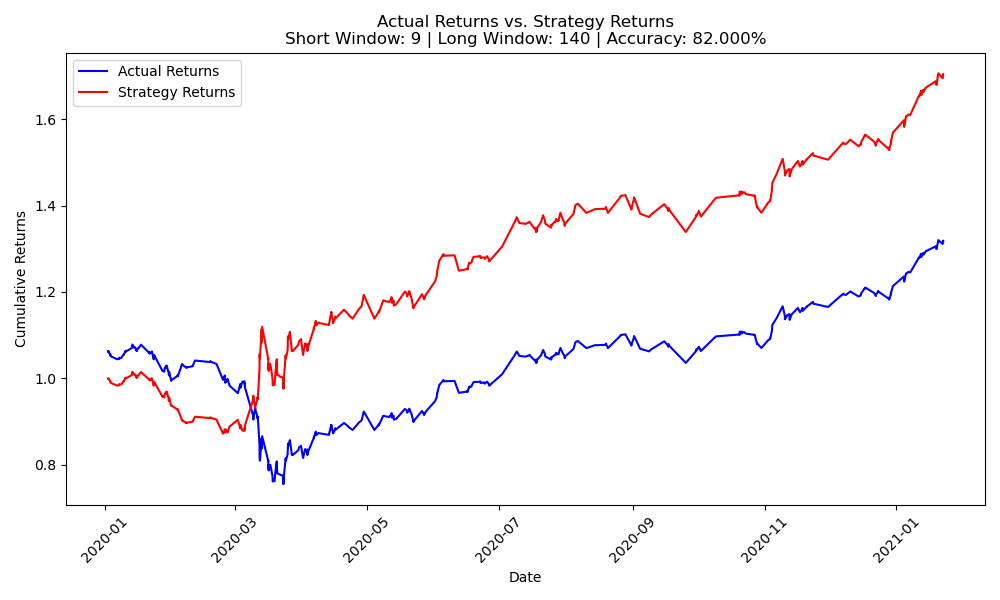 Actual Returns vs. Strategy Returns
Short Window: 9 | Long Window: 140 | Accuracy: 82.000%
Actual Returns
Strategy Returns
Cumulative Returns
1.6
1.4
1.2
1.0
0.8
2020-01
2020-03
2020-05
2020-07
2020-09
2020-11
2021-01
Date